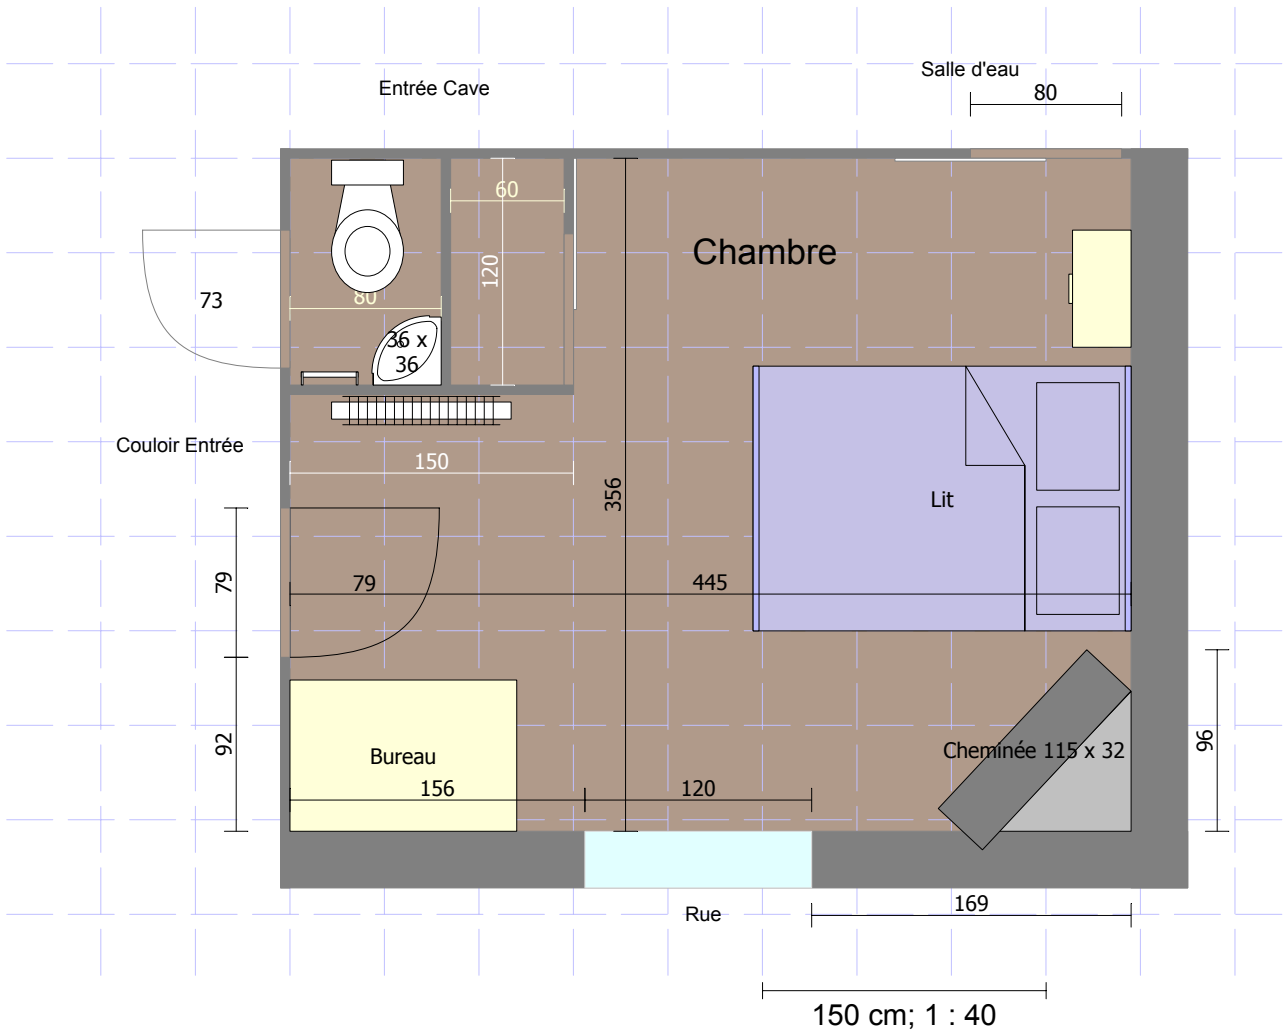 Salle d'eau
Entrée Cave
80
60
Chambre
120
73
80
36 x
36
Couloir Entrée
150
356
Lit
79
79
445
92
Bureau
Cheminée 115 x 32
96
156
120
169
Rue
150 cm; 1 : 40